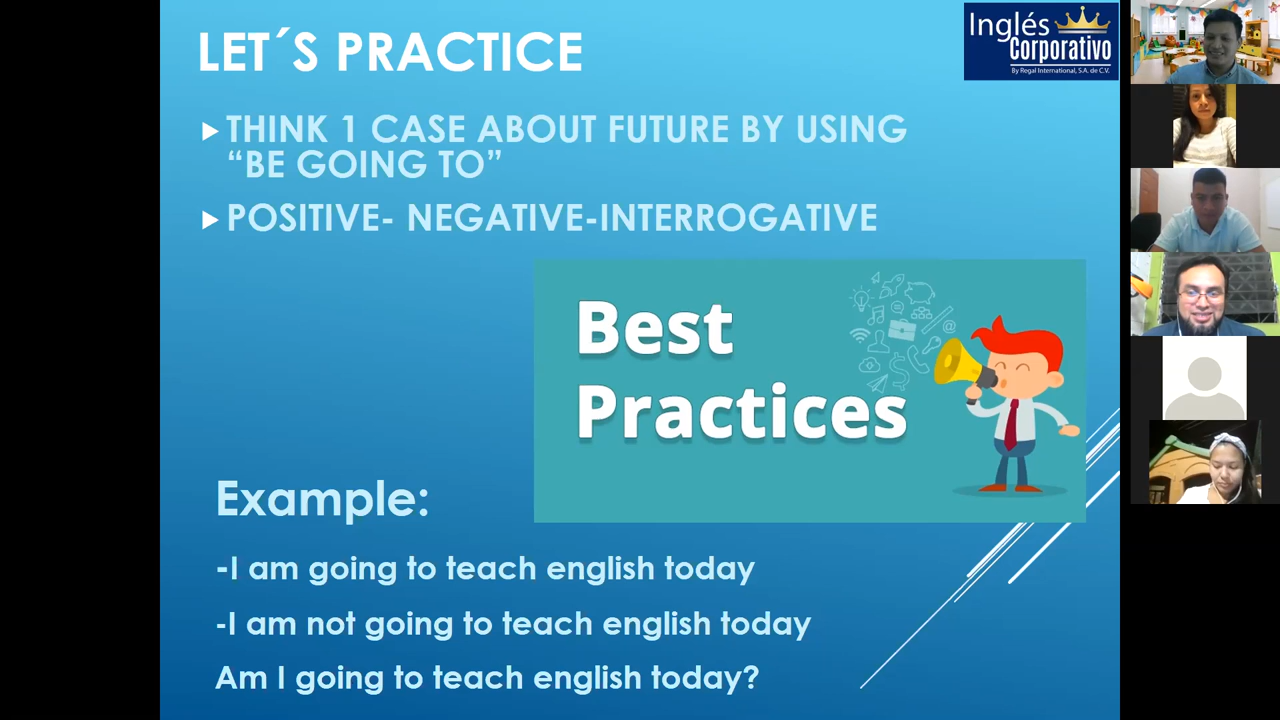 LET´S PRACTICE
Inglés
Corporativo
By Regal International, S.A. de C.V.
THINK 1 CASE ABOUT FUTURE BY USING
“BE GOING TO”
POSITIVE- NEGATIVE-INTERROGATIVE
Best
Practices
Example:
-I am going to teach english today
-I am not going to teach english today
Am I going to teach english today?